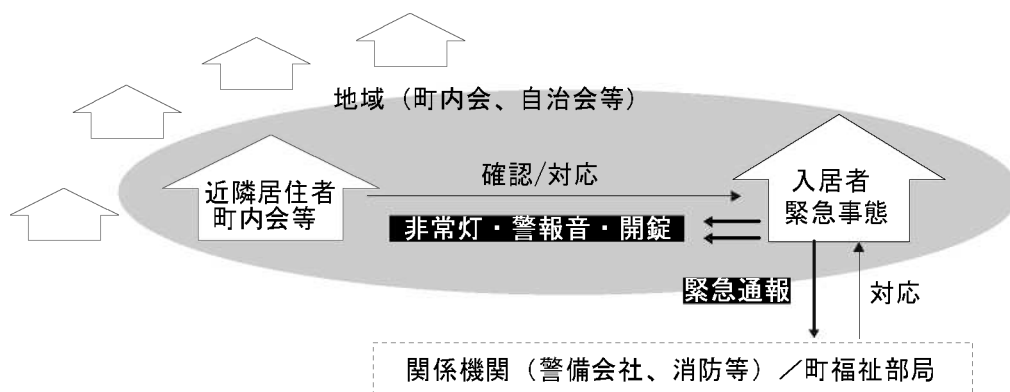 地域（町内会、自治会等）
近隣居住者
町内会等
確認/対応
入居者
緊急事態
非常灯・警報音・開錠
緊急通報
対応
関係機関（警備会社、消防等）／町福祉部局